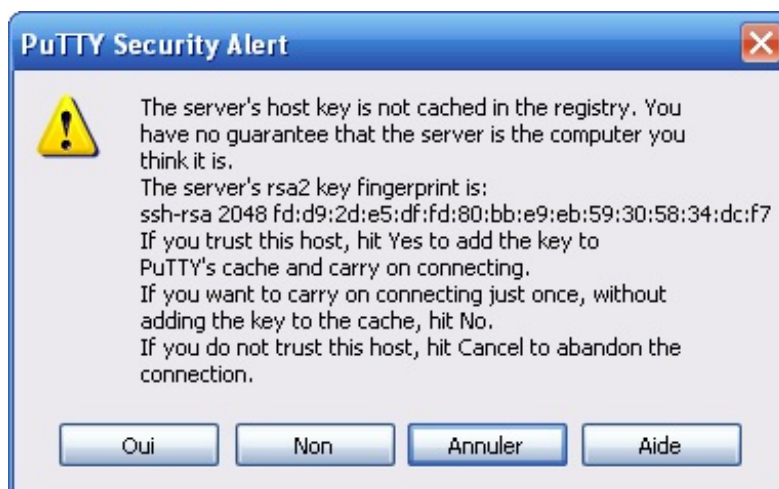 PuTTY Security Alert
The server's host key is not cached in the registry. You
have no guarantee that the server is the computer you
think it is.
The server's rsa2 key fingerprint is:
ssh-rsa 2048 fd:d9:2d:e5:df:fd:80:bb:e9:eb:59:30:58:34:dc:f7
If you trust this host, hit Yes to add the key to
PuTTY's cache and carry on connecting.
If you want to carry on connecting just once, without
adding the key to the cache, hit No.
If you do not trust this host, hit Cancel to abandon the
connection.
Oui Non Annuler Aide